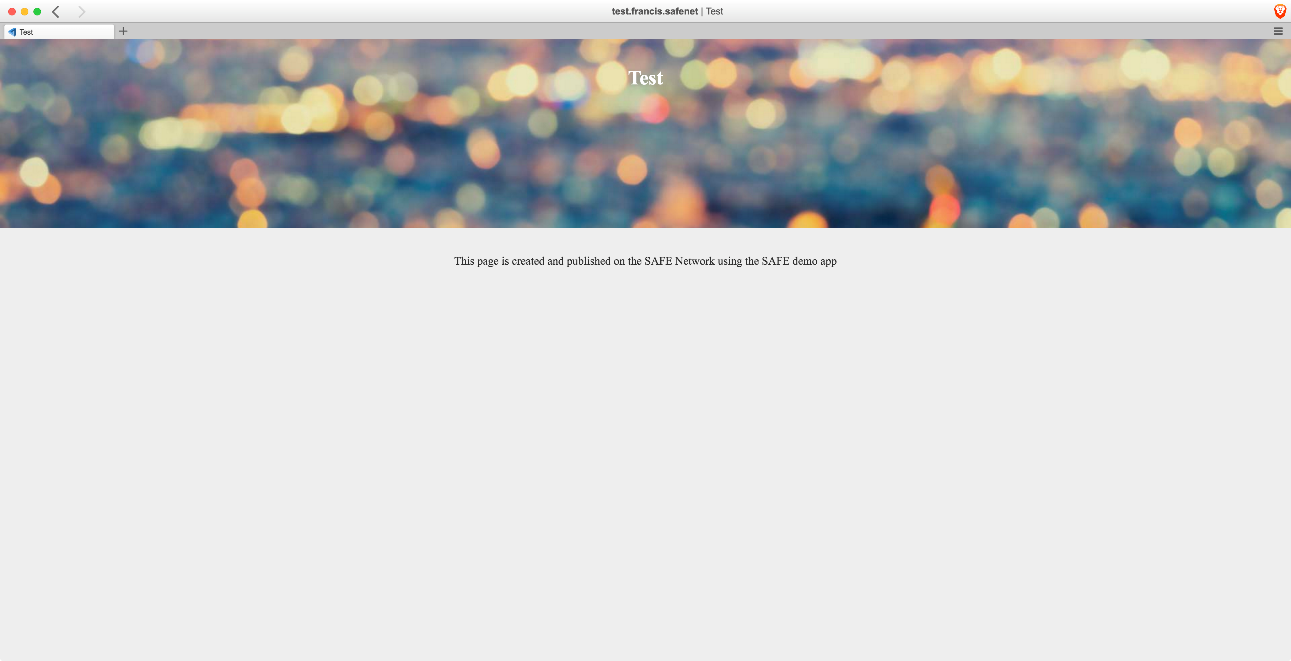 test.francis.safenet | Test
Test
Test
This page is created and published on the SAFE Network using the SAFE demo app